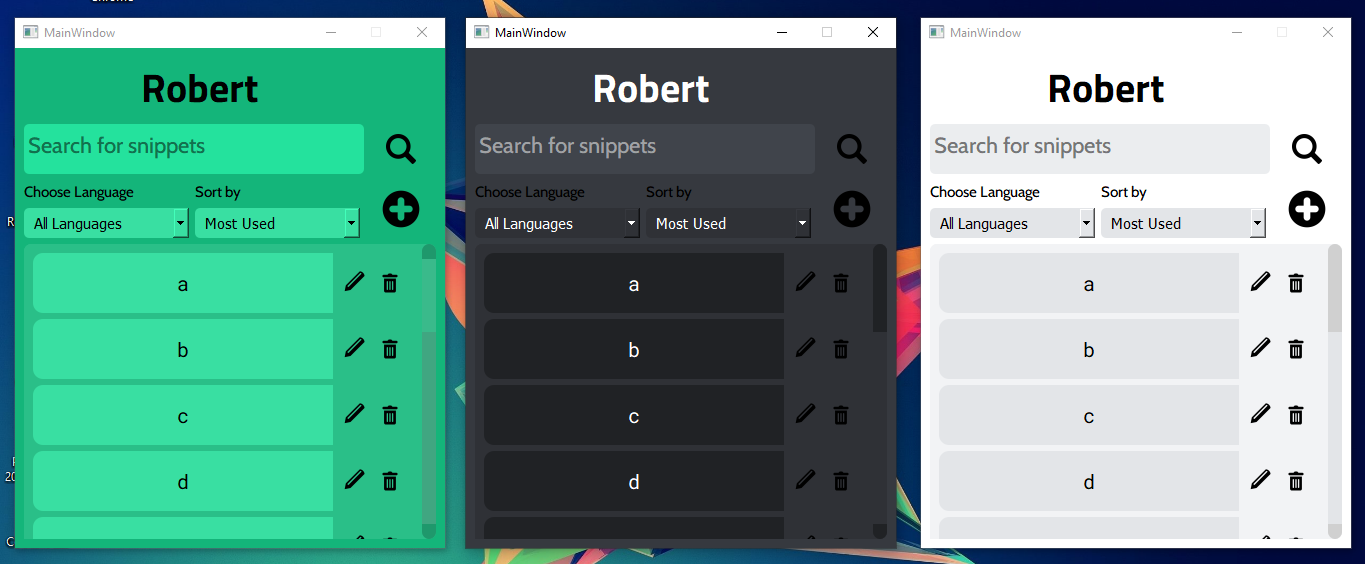 MainWindow
Robert
Search for snippets
Choose Language Sort by
All Languages Most Used
a
b
c
d
MainWindow
Robert
Search for snippets
Choose Language Sort by
All Languages Most Used
a
b
c
d
MainWindow
Robert
Search for snippets
Choose Language Sort by
All Languages Most Used
a
b
c
d